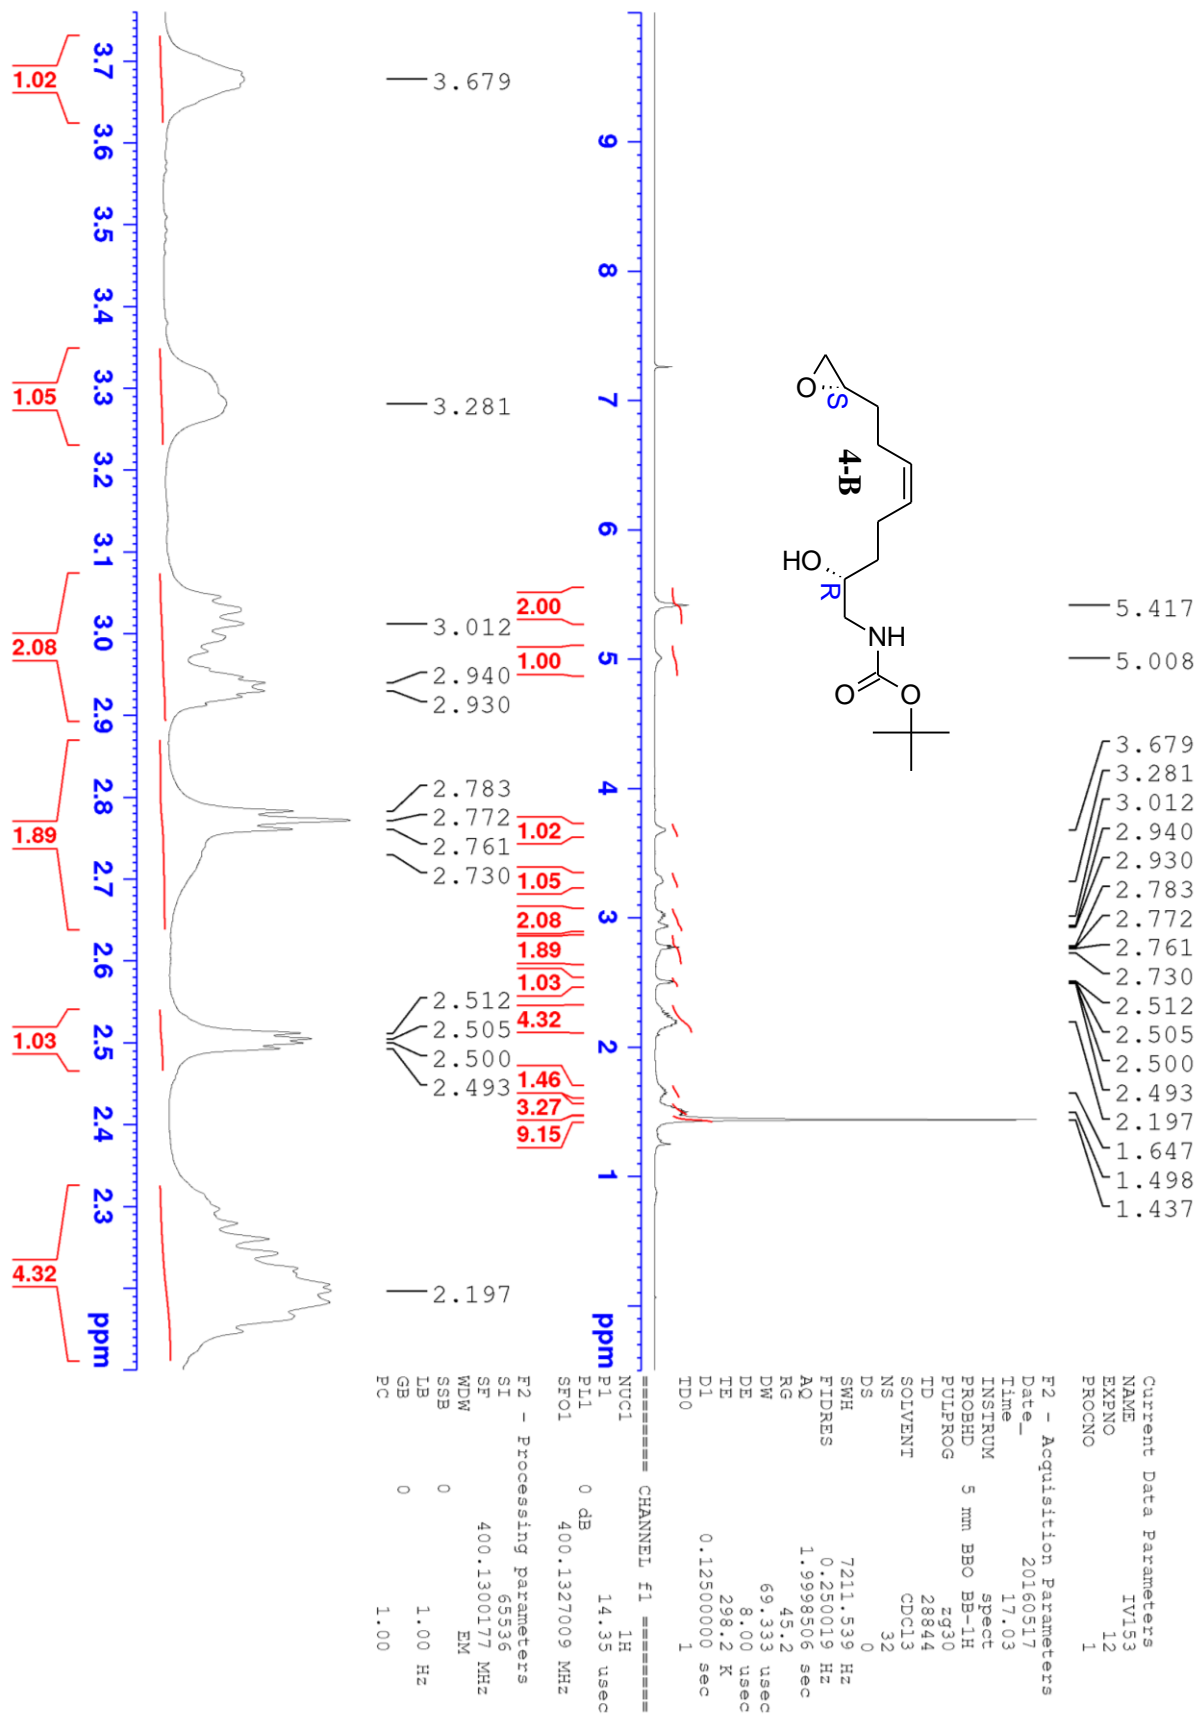 Current Data Parameters
NAME IV153
EXPNO 12
PROCNO 1
F2 - Acquisition Parameters
Date_ 20160517
Time 17.03
INSTRUM spect
PROBHD 5 mm BBO BB-1H
PULPROG zg30
TD 28844
SOLVENT CDCl3
NS 32
DS 0
SWH 7211.539 Hz
FIDRES 0.250019 Hz
AQ 1.9998506 sec
RG 45.2
DW 69.333 usec
DE 8.00 usec
TE 298.2 K
D1 0.12500000 sec
TD0 1
======== CHANNEL f1 ========
NUC1 1H
P1 14.35 usec
PL1 0 dB
SFO1 400.1327009 MHz
F2 - Processing parameters
SI 65536
SF 400.1300177 MHz
WDW EM
SSB 0
LB 1.00 Hz
GB 0
PC 1.00
5.417
5.008
3.679
3.281
3.012
2.940
2.930
2.783
2.772
2.761
2.730
2.512
2.505
2.500
2.493
2.197
1.647
1.498
1.437
O
S
4-B
HO
R
NH
O
O
9 8 7 6 5 4 3 2 1 ppm
2.00
1.00
1.02
1.05
2.08
1.89
1.03
4.32
1.46
3.27
9.15
3.679
3.281
3.012
2.940
2.930
2.783
2.772
2.761
2.730
2.512
2.505
2.500
2.493
2.197
3.7 3.6 3.5 3.4 3.3 3.2 3.1 3.0 2.9 2.8 2.7 2.6 2.5 2.4 2.3 ppm
1.02
1.05
2.08
1.89
1.03
4.32